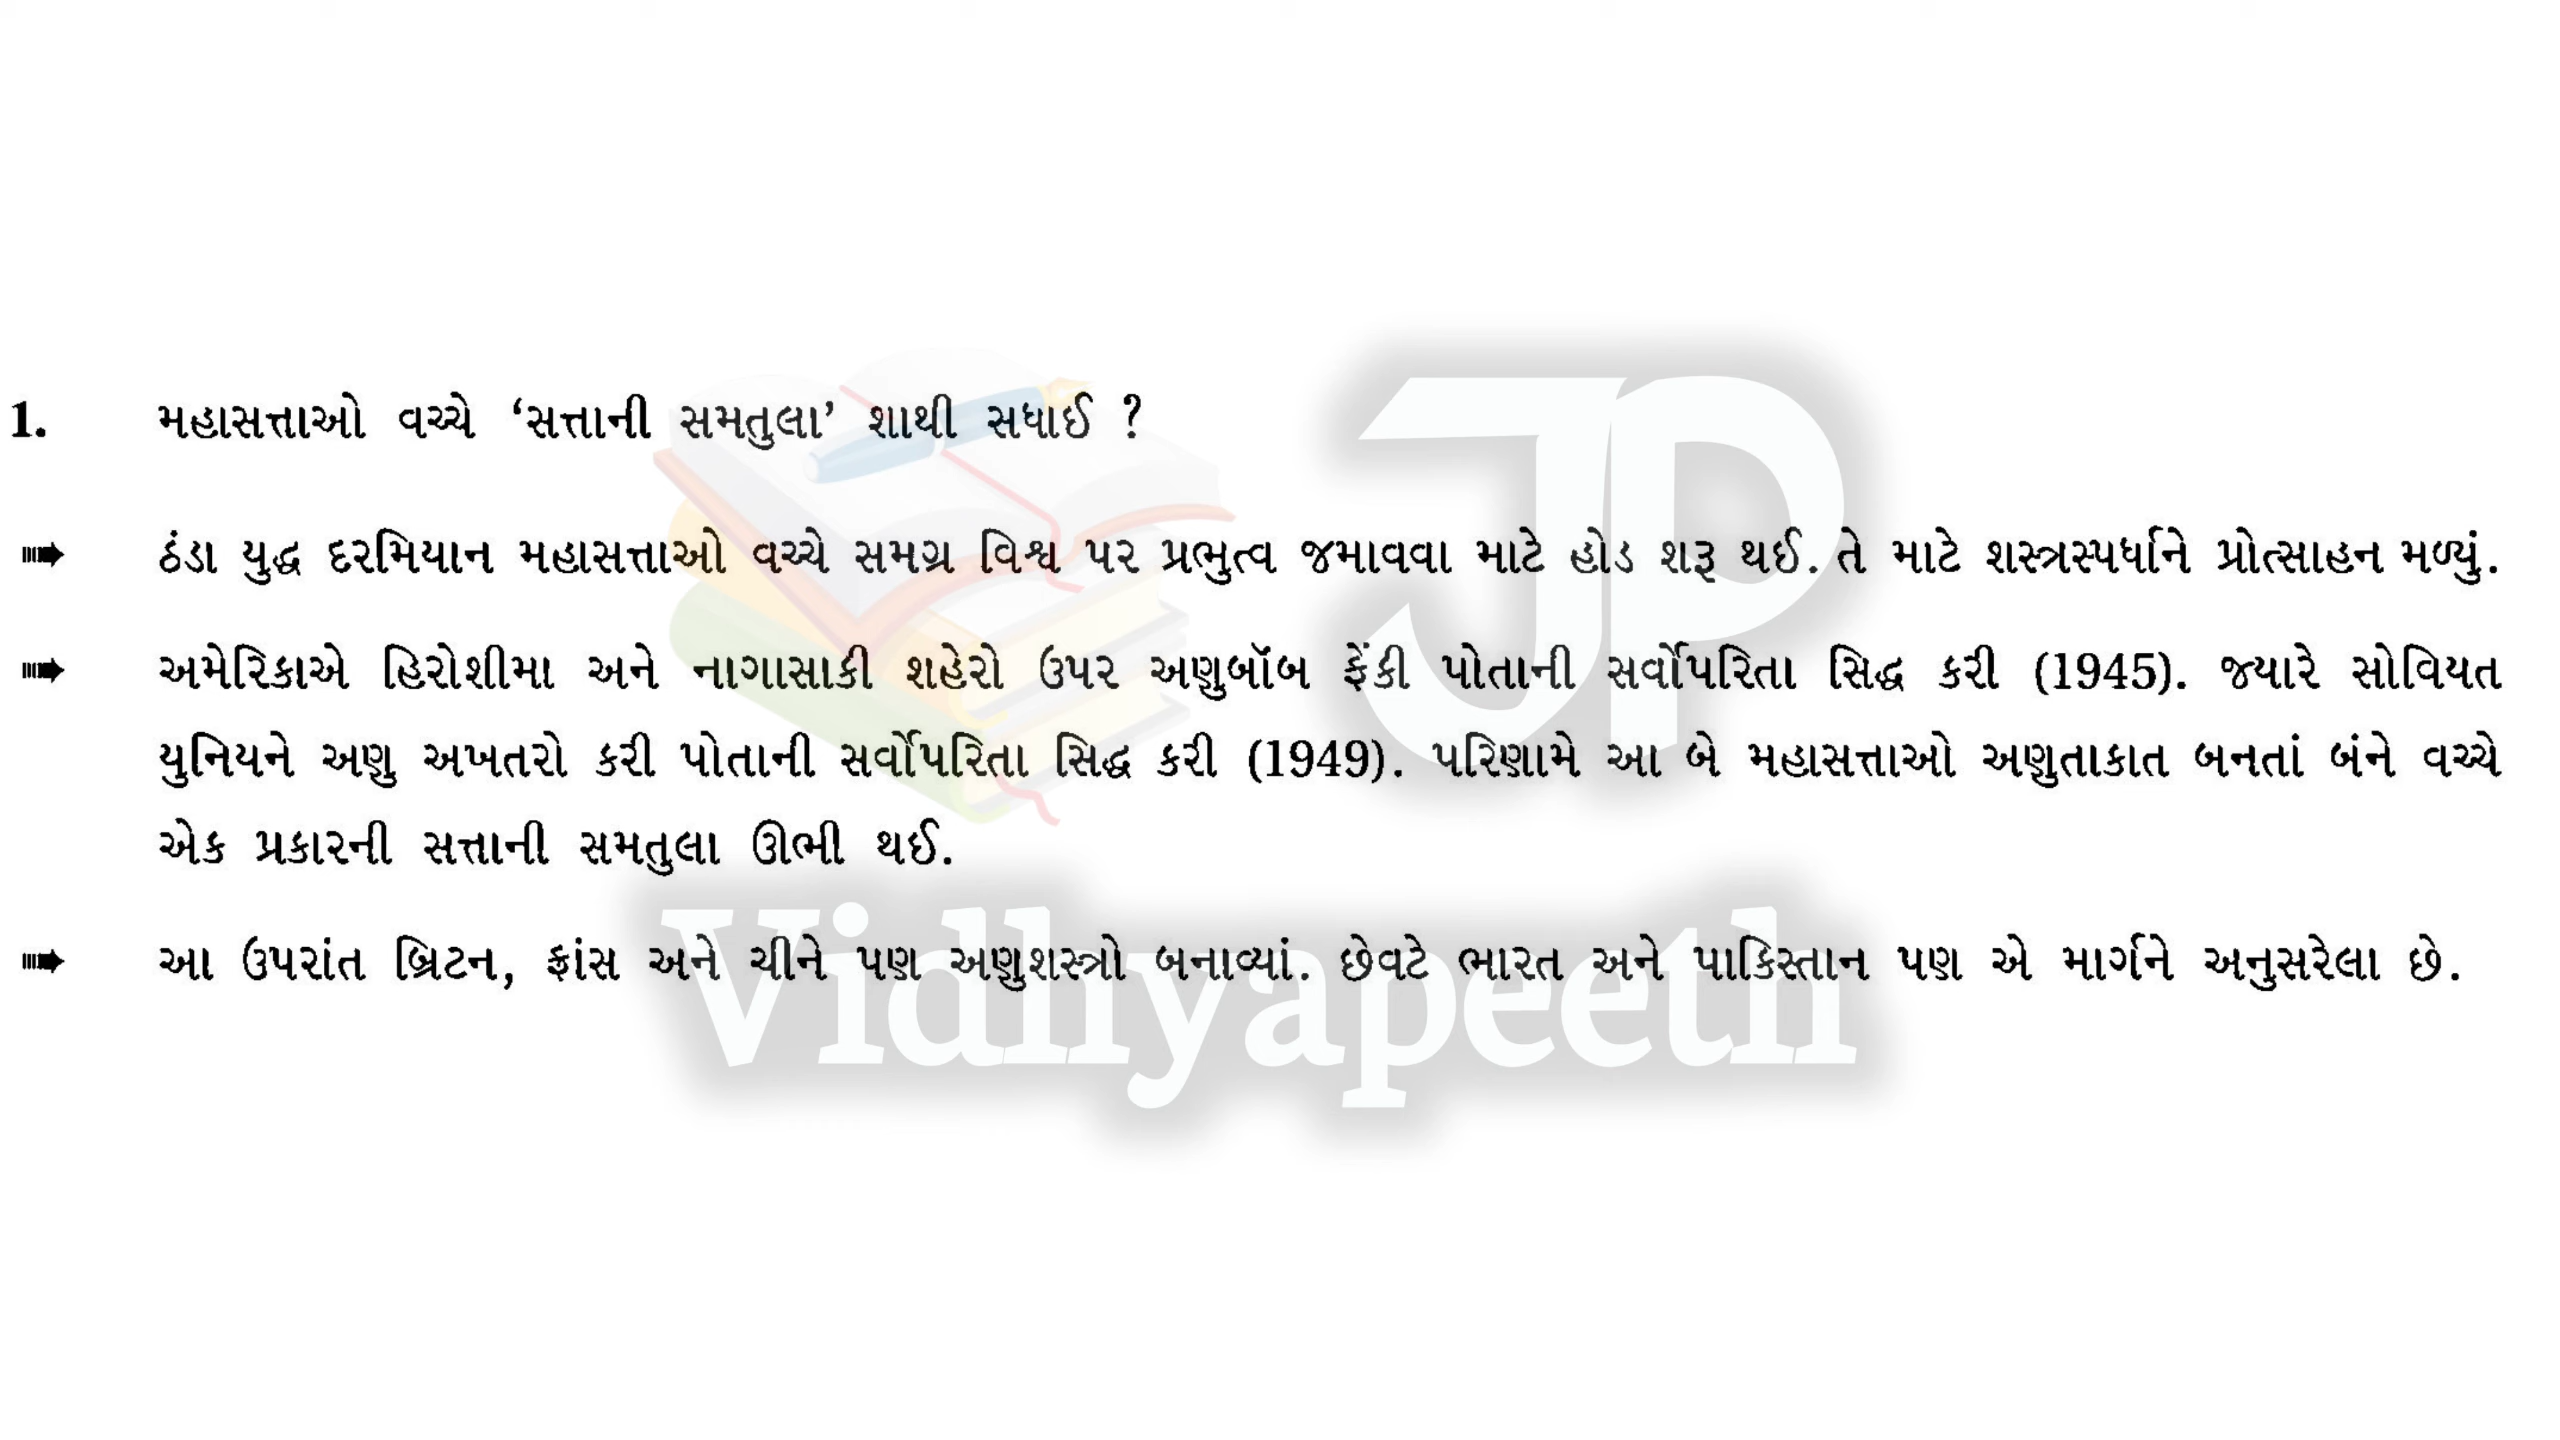 1. મહાસત્તાઓ વચ્ચે ‘સત્તાની સમતુલા’ શાથી સધાઈ ?
➠ ઠંડા યુદ્ધ દરમિયાન મહાસત્તાઓ વચ્ચે સમગ્ર વિશ્વ પર પ્રભુત્વ જમાવવા માટે હોડ શરૂ થઈ. તે માટે શસ્ત્રસ્પર્ધાને પ્રોત્સાહન મળ્યું.
➠ અમેરિકાએ હિરોશીમા અને નાગાસાકી શહેરો ઉપર અણુબૉંબ ફેંકી પોતાની સર્વોપરિતા સિદ્ધ કરી (1945). જ્યારે સોવિયત
યુનિયને અણુ અખતરો કરી પોતાની સર્વોપરિતા સિદ્ધ કરી (1949). પરિણામે આ બે મહાસત્તાઓ અણુતાકાત બનતાં બંને વચ્ચે
એક પ્રકારની સત્તાની સમતુલા ઊભી થઈ.
➠ આ ઉપરાંત બ્રિટન, ફ્રાંસ અને ચીને પણ અણુશસ્ત્રો બનાવ્યાં. છેવટે ભારત અને પાકિસ્તાન પણ એ માર્ગને અનુસરેલા છે.
JP
Vidhyapeeth